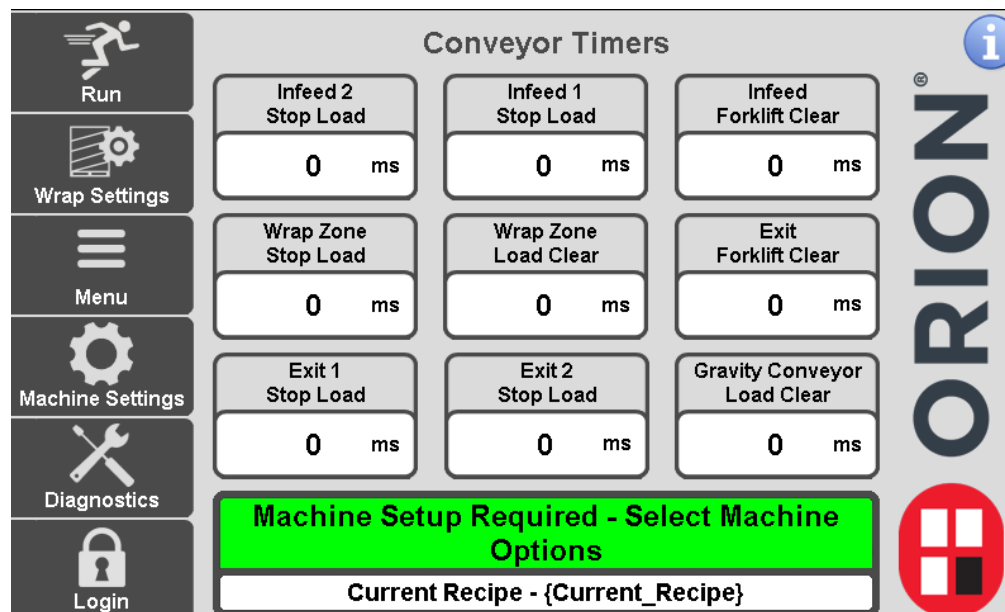 Run
Wrap Settings
Menu
Machine Settings
Diagnostics
Login
Conveyor Timers
i
Infeed 2
Stop Load
0 ms
Infeed 1
Stop Load
0 ms
Infeed
Forklift Clear
0 ms
Wrap Zone
Stop Load
0 ms
Wrap Zone
Load Clear
0 ms
Exit
Forklift Clear
0 ms
Exit 1
Stop Load
0 ms
Exit 2
Stop Load
0 ms
Gravity Conveyor
Load Clear
0 ms
Machine Setup Required - Select Machine
Options
Current Recipe - {Current_Recipe}
ORION®